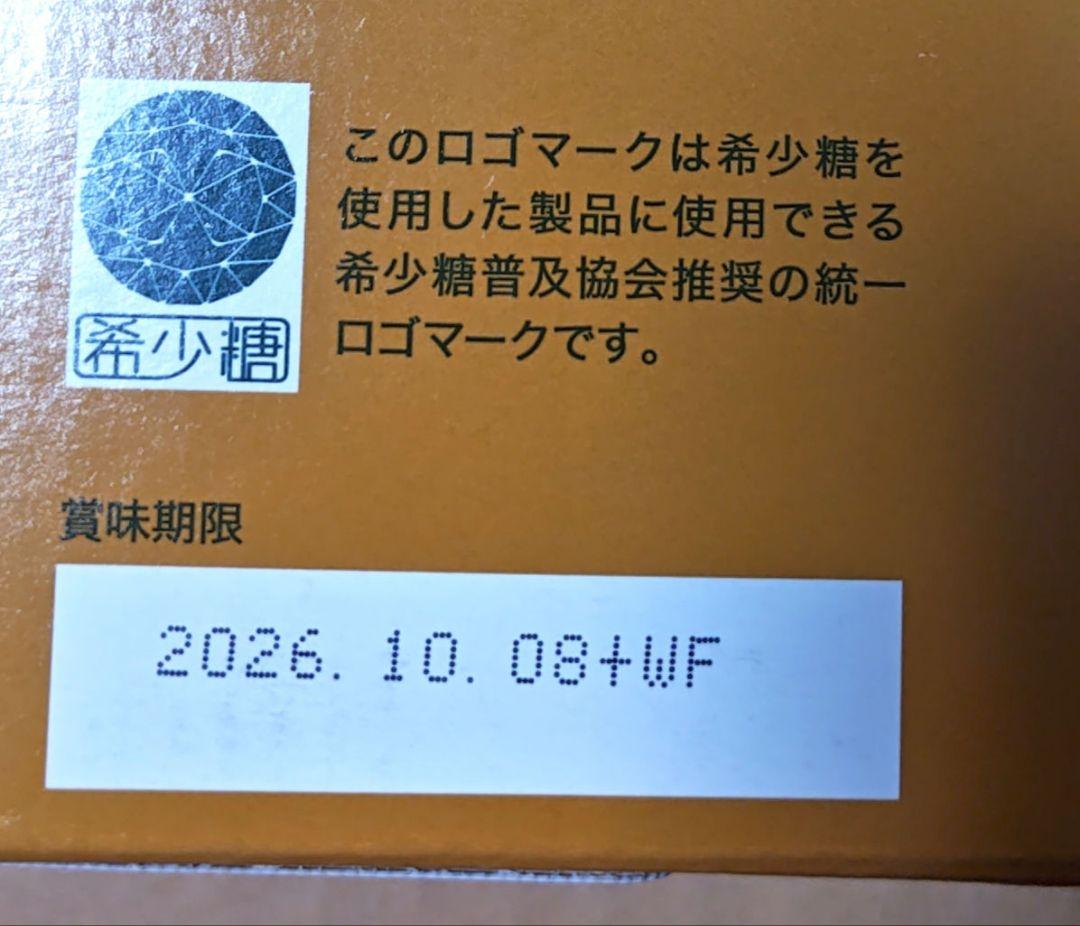 このロゴマークは希少糖を
使用した製品に使用できる
希少糖普及協会推奨の統一
ロゴマークです。
希少糖
賞味期限
2026.10.08+WF